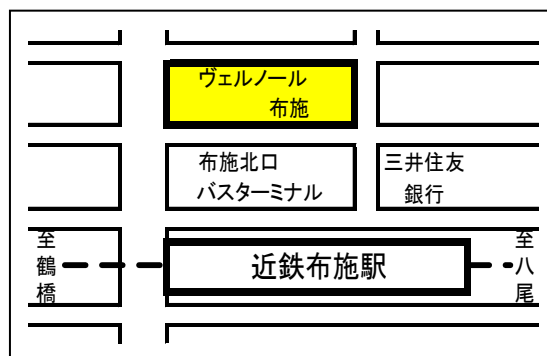 ヴェルノール
布施
布施北口
バスターミナル
三井住友
銀行
至鶴橋
近鉄布施駅
至八尾